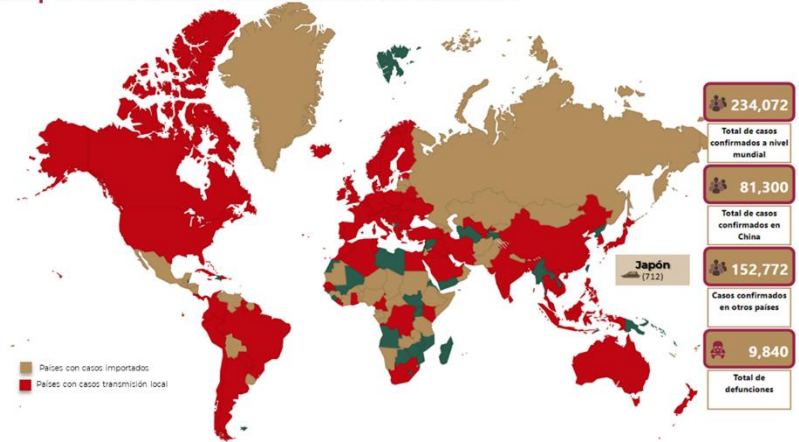 234,072
Total de casos
confirmados a nivel
mundial
81,300
Total de casos
confirmados en
China
Japón
(712)
152,772
Casos confirmados
en otros países
9,840
Total de
defunciones
Países con casos importados
Países con casos transmisión local